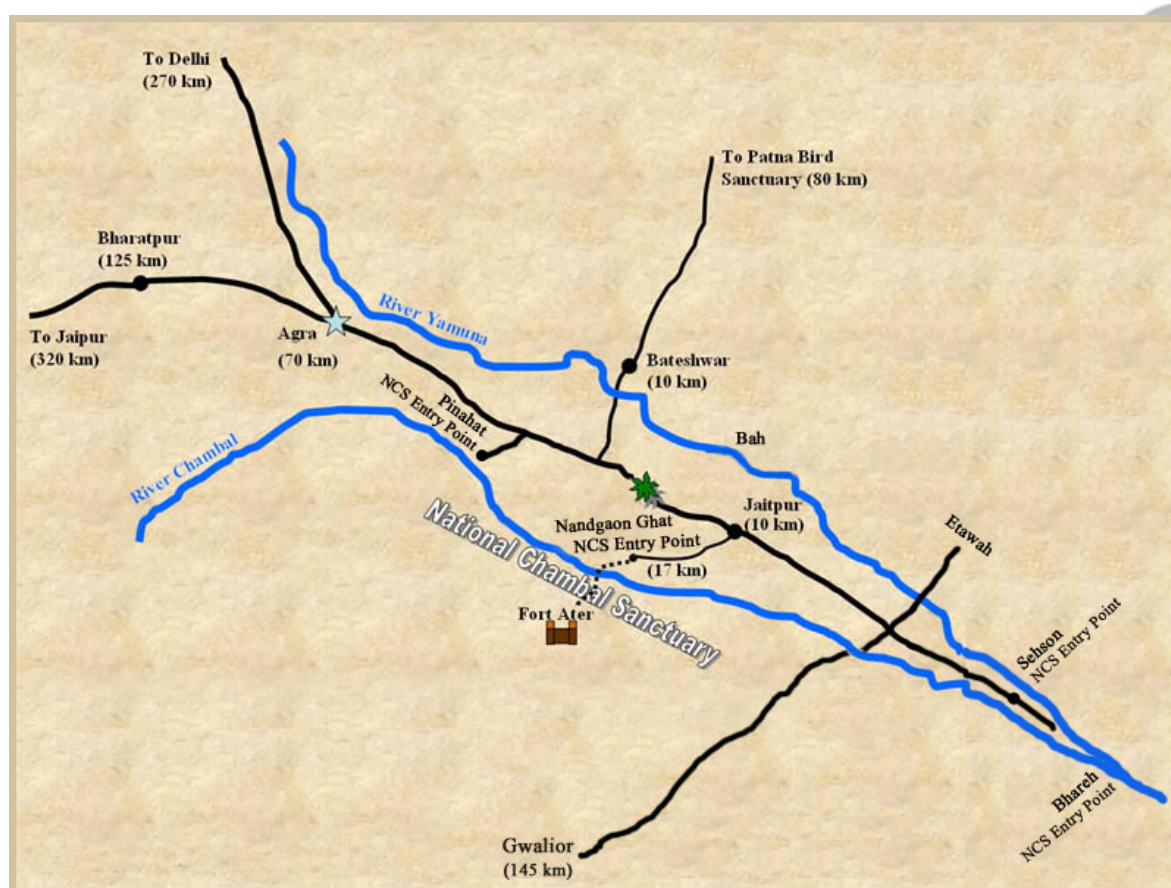 To Delhi
(270 km)
To Patna Bird
Sanctuary (80 km)
Bharatpur
(125 km)
River Yamuna
To Jaipur
(320 km)
Agra
(70 km)
Bateshwar
(10 km)
Pinahat
NCS Entry Point
River Chambal
Bah
National Chambal Sanctuary
Jaitpur
(10 km)
Nandgaon Ghat
NCS Entry Point
(17 km)
Etawah
Fort Ater
Sehson
NCS Entry Point
Bhareh
NCS Entry Point
Gwalior
(145 km)